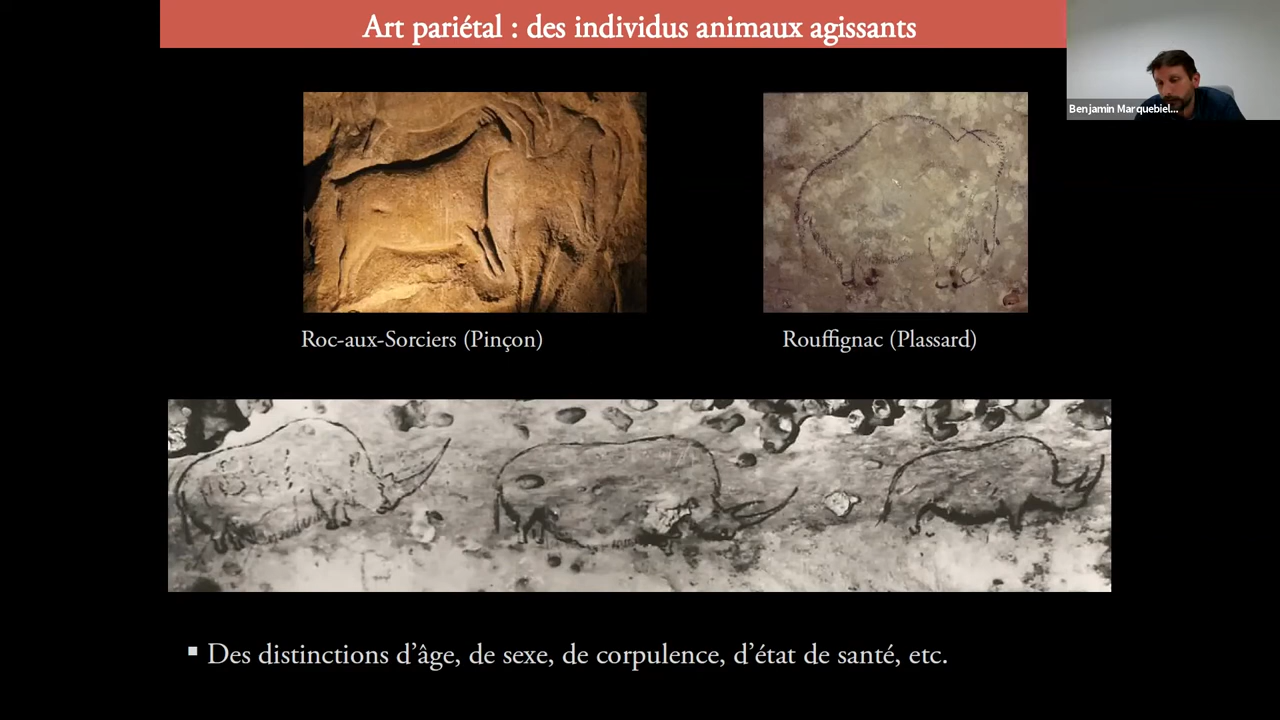 Art pariétal : des individus animaux agissants
Benjamin Marquebiel...
Roc-aux-Sorciers (Pinçon)
Rouffignac (Plassard)
▪ Des distinctions d’âge, de sexe, de corpulence, d’état de santé, etc.